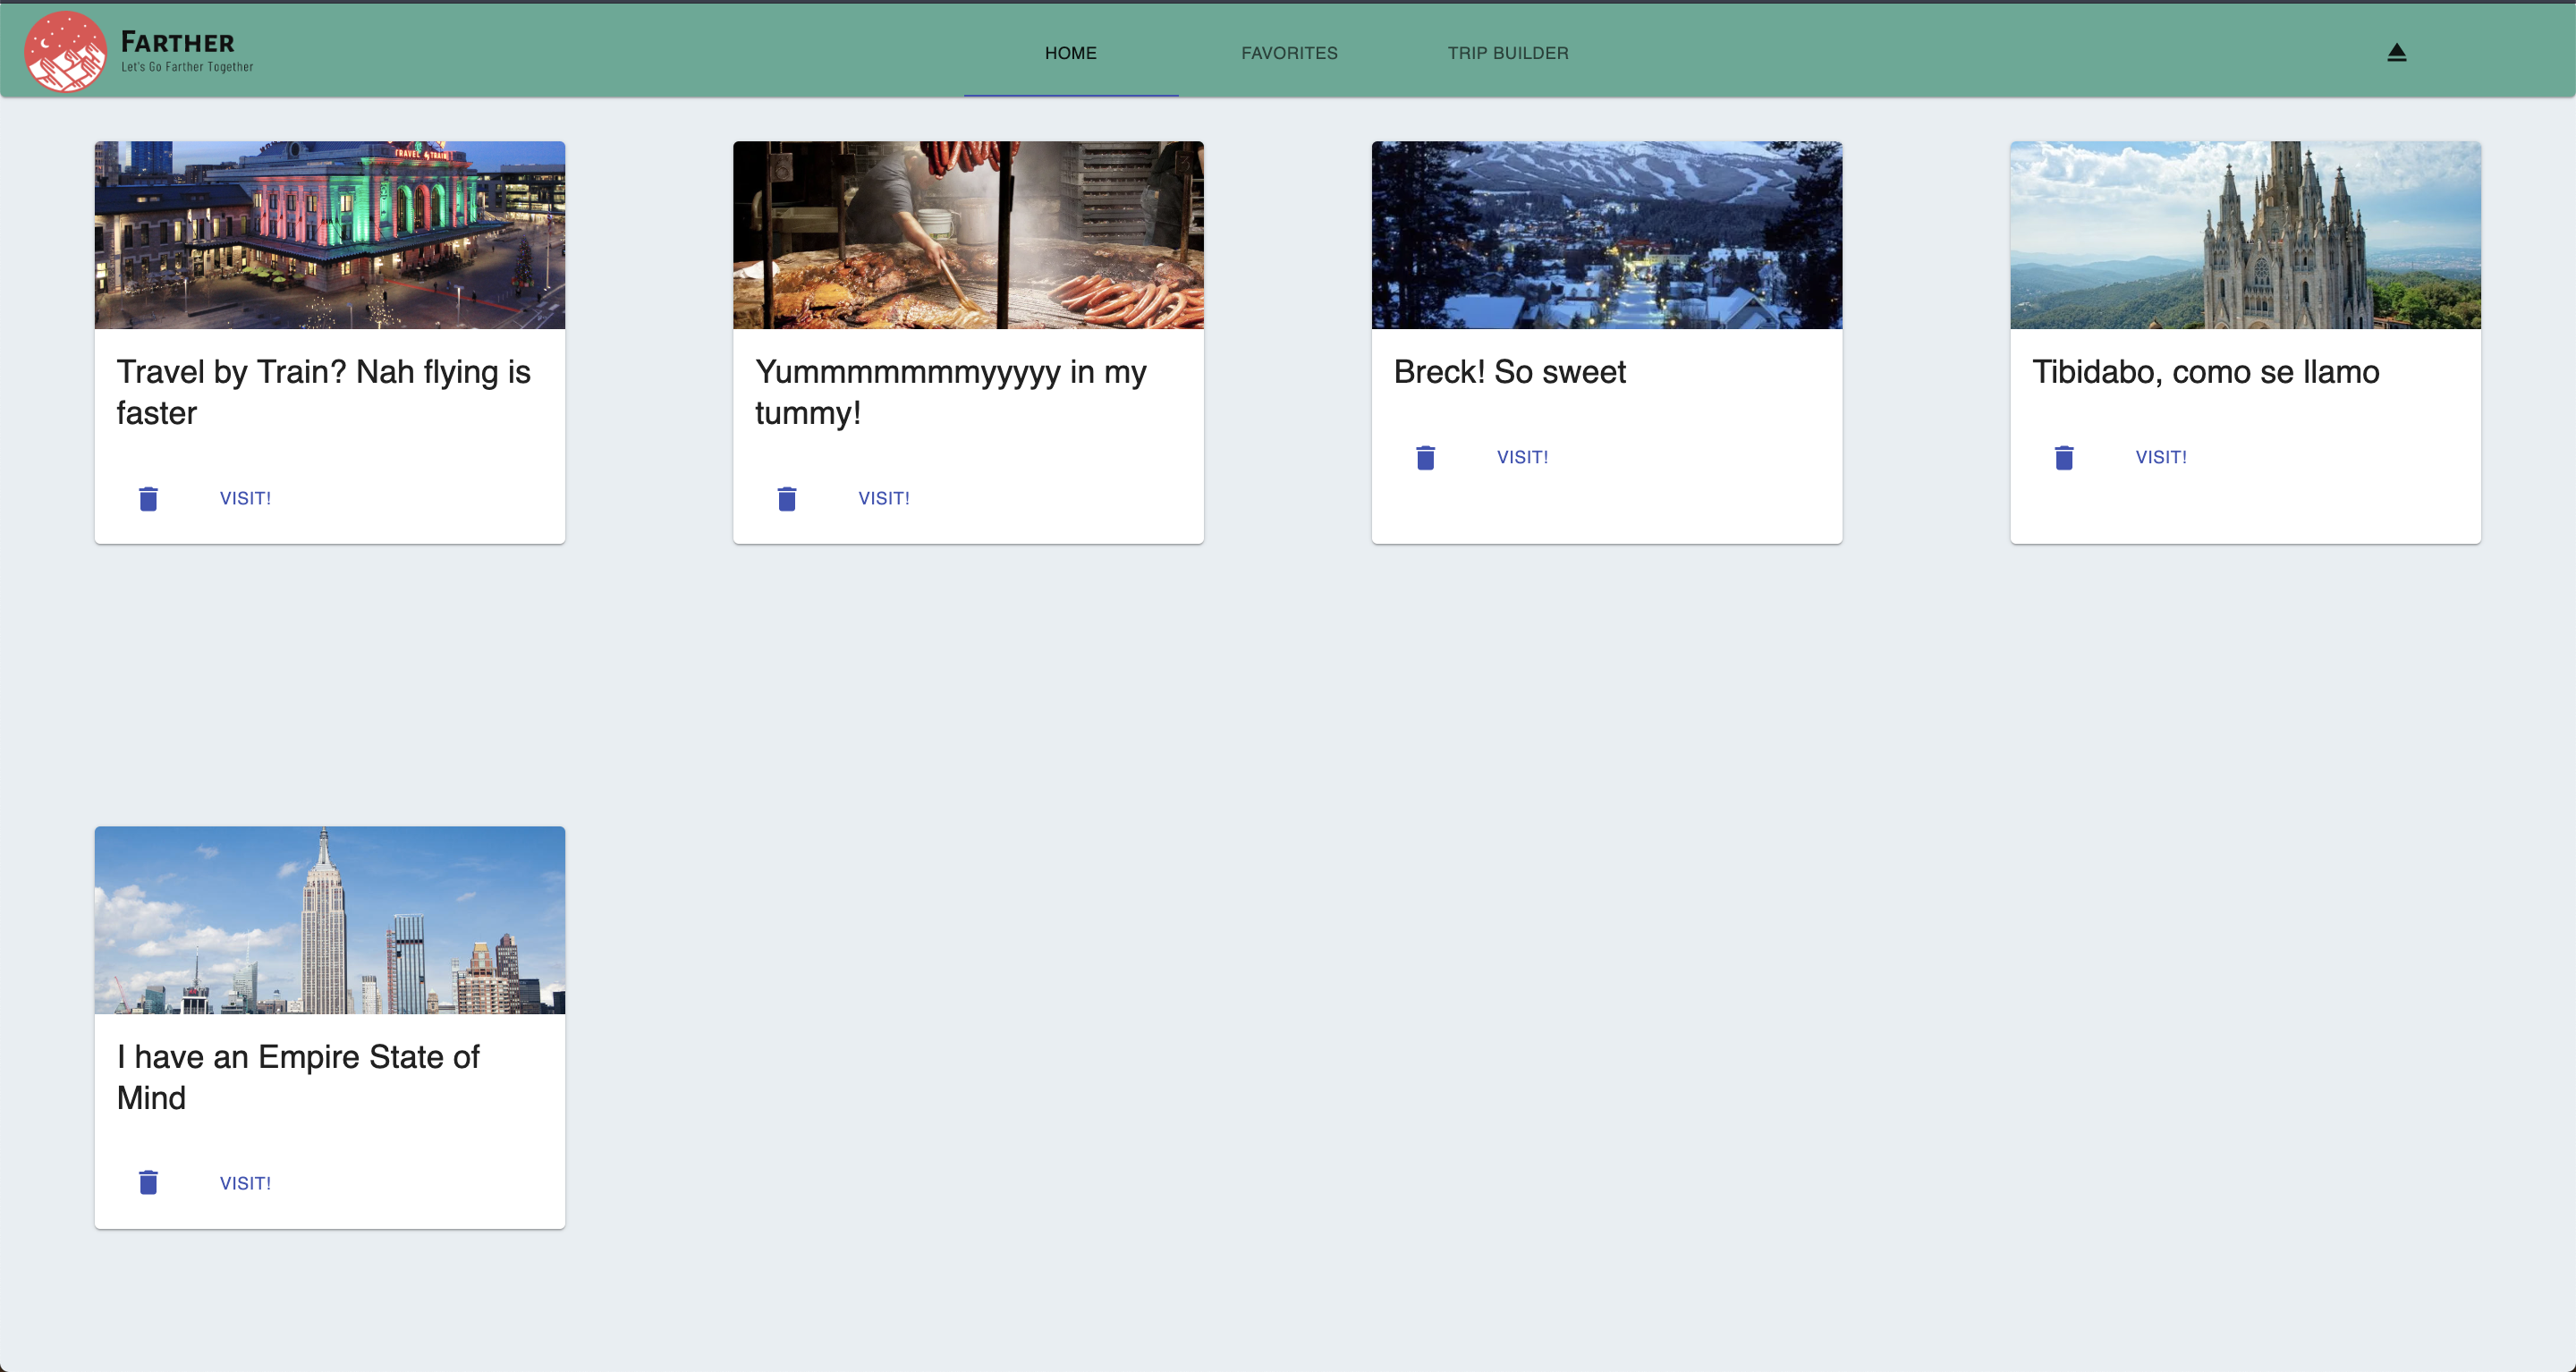 FARTHER
Let's Go Farther Together
HOME
FAVORITES
TRIP BUILDER
TRAVEL by TRAIN
Travel by Train? Nah flying is
faster
VISIT!
Yummmmmmmyyyyy in my
tummy!
VISIT!
Breck! So sweet
VISIT!
Tibidabo, como se llamo
VISIT!
I have an Empire State of
Mind
VISIT!